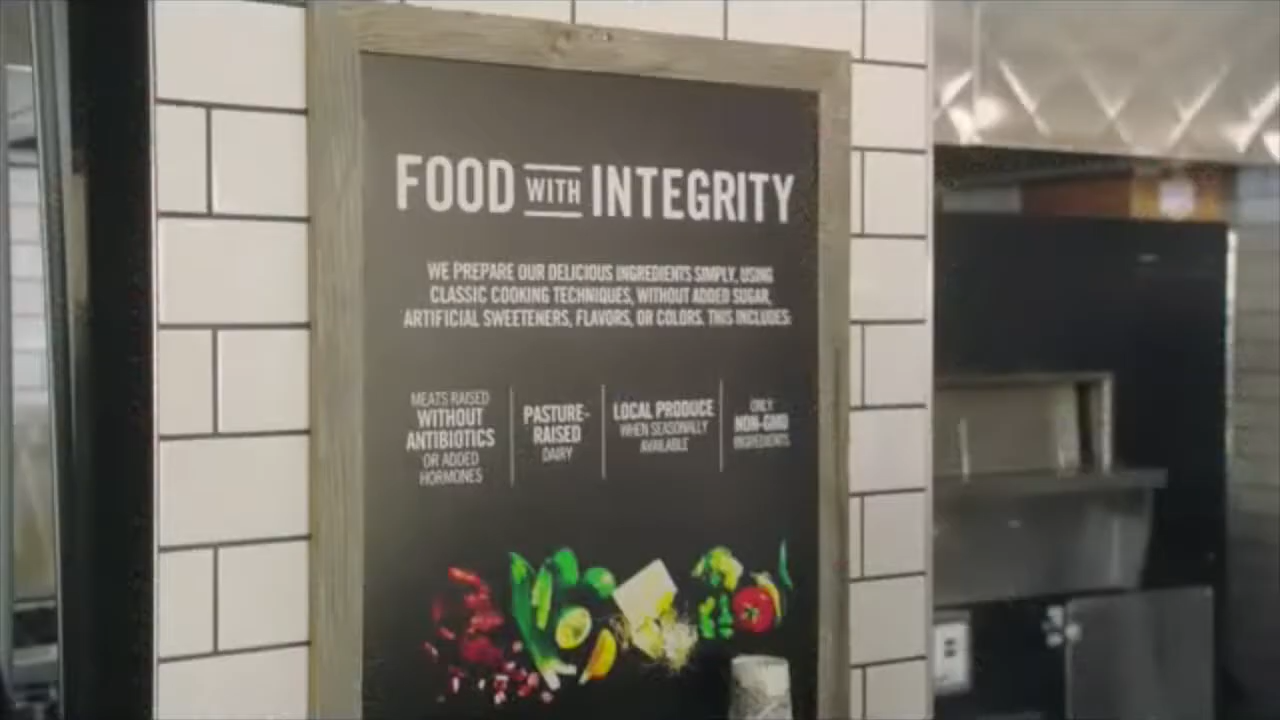 FOOD WITH INTEGRITY
WE PREPARE OUR DELICIOUS INGREDIENTS SIMPLY, USING
CLASSIC COOKING TECHNIQUES, WITHOUT ADDED SUGAR,
ARTIFICIAL SWEETENERS, FLAVORS, OR COLORS. THIS INCLUDES:
MEATS RAISED
WITHOUT
ANTIBIOTICS
OR ADDED
HORMONES
PASTURE-
RAISED
DAIRY
LOCAL PRODUCE
WHEN SEASONALLY
AVAILABLE
ONLY
NON-GMO
INGREDIENTS